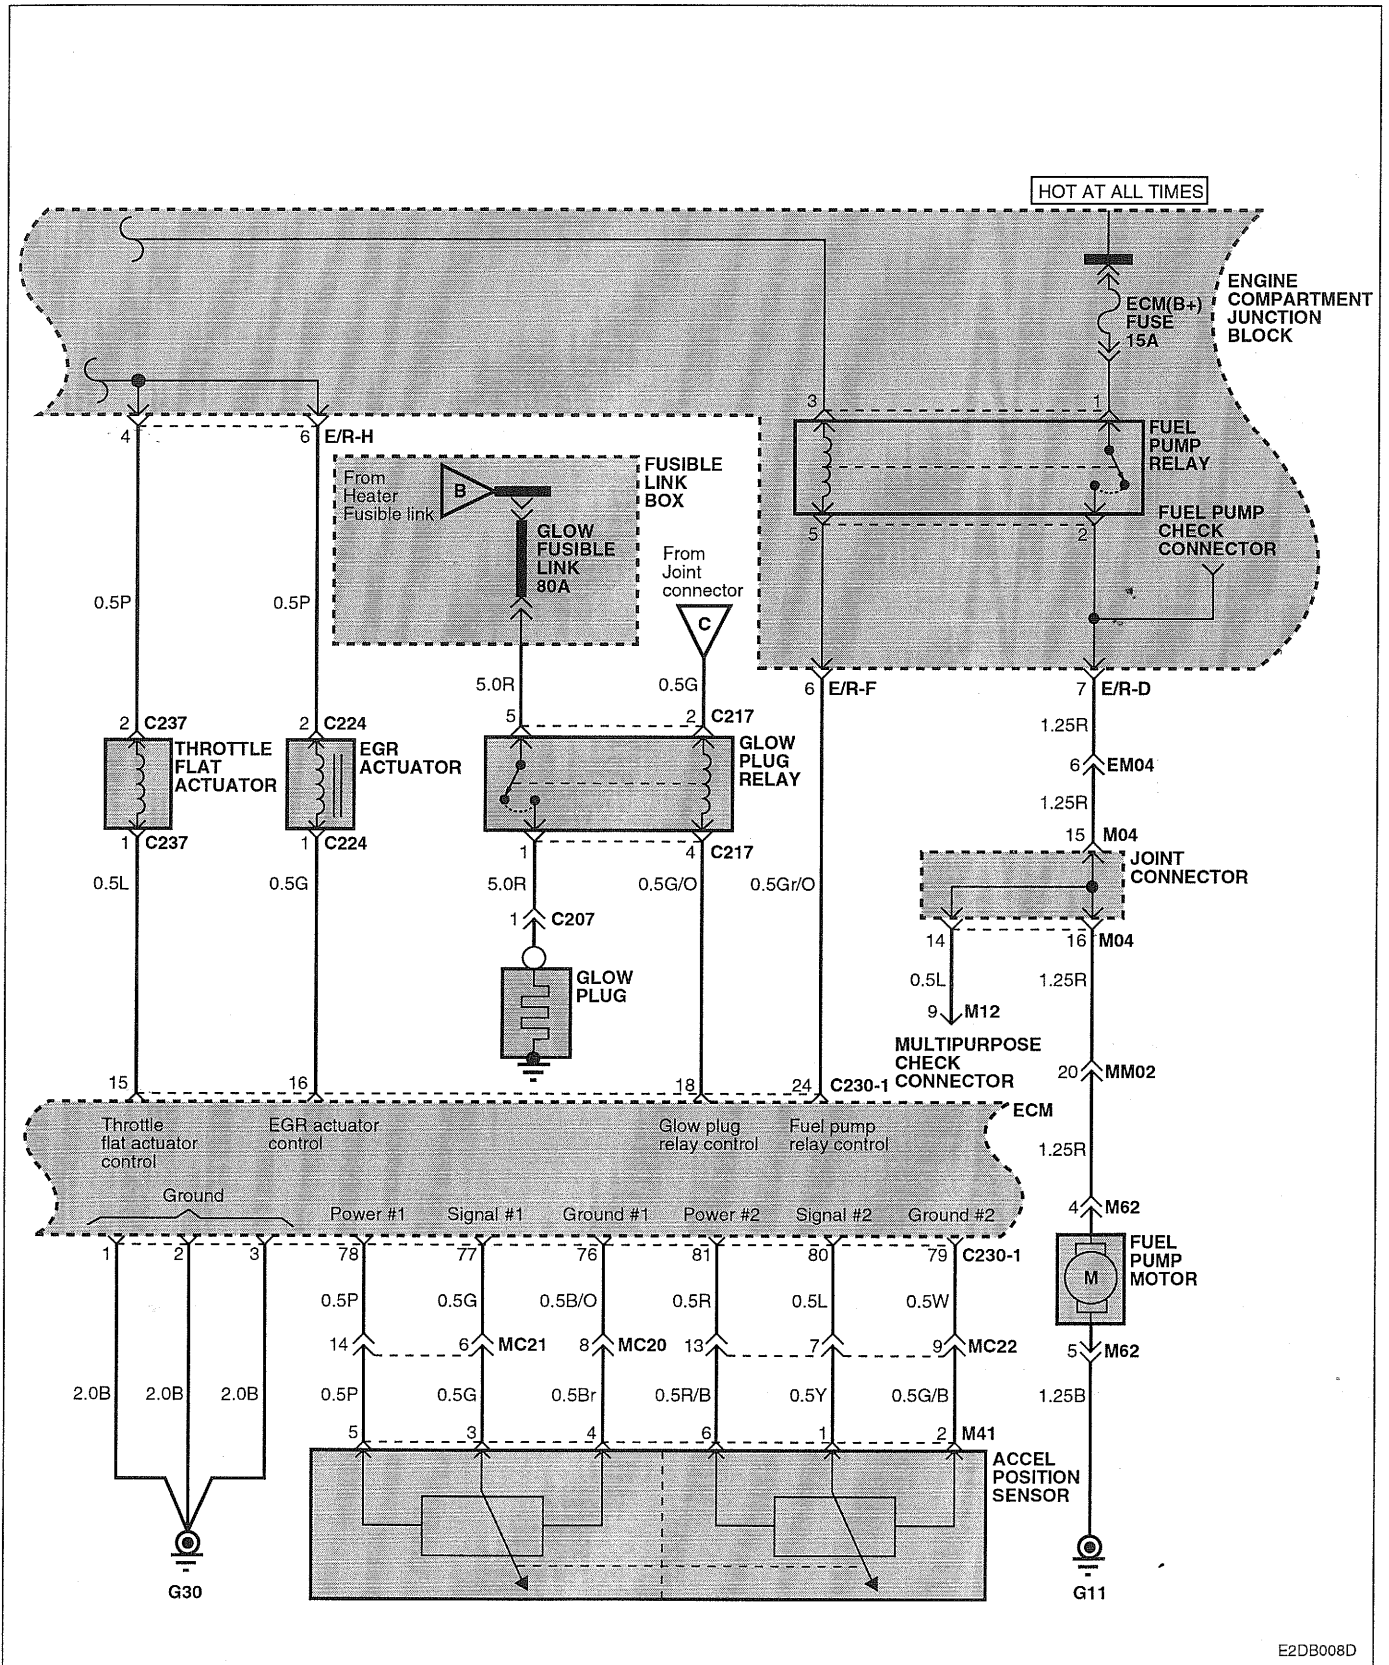 HOT AT ALL TIMES
ENGINE
COMPARTMENT
JUNCTION
BLOCK
ECM(B+)
FUSE
15A
3
1
4
6
E/R-H
FUEL
PUMP
RELAY
From
Heater
Fusible link
B
FUSIBLE
LINK
BOX
GLOW
FUSIBLE
LINK
80A
5
2
FUEL PUMP
CHECK
CONNECTOR
From
Joint
connector
C
0.5P
0.5P
5.0R
0.5G
6
E/R-F
7
E/R-D
1.25R
2
C237
2
C224
5
2
C217
THROTTLE
FLAT
ACTUATOR
EGR
ACTUATOR
GLOW
PLUG
RELAY
6
EM04
1.25R
15
M04
1
C237
1
C224
1
4
C217
JOINT
CONNECTOR
0.5L
0.5G
5.0R
0.5G/O
0.5Gr/O
1
C207
14
16
M04
GLOW
PLUG
0.5L
1.25R
9
M12
MULTIPURPOSE
CHECK
CONNECTOR
20
MM02
15
16
18
24
C230-1
ECM
Throttle
flat actuator
control
EGR actuator
control
Glow plug
relay control
Fuel pump
relay control
1.25R
Ground
Power #1
Signal #1
Ground #1
Power #2
Signal #2
Ground #2
4
M62
1
2
3
78
77
76
81
80
79
C230-1
FUEL
PUMP
MOTOR
M
0.5P
0.5G
0.5B/O
0.5R
0.5L
0.5W
14
6
MC21
8
MC20
13
7
9
MC22
5
M62
2.0B
2.0B
2.0B
0.5P
0.5G
0.5Br
0.5R/B
0.5Y
0.5G/B
1.25B
5
3
4
6
1
2
M41
ACCEL
POSITION
SENSOR
G30
G11
E2DB008D